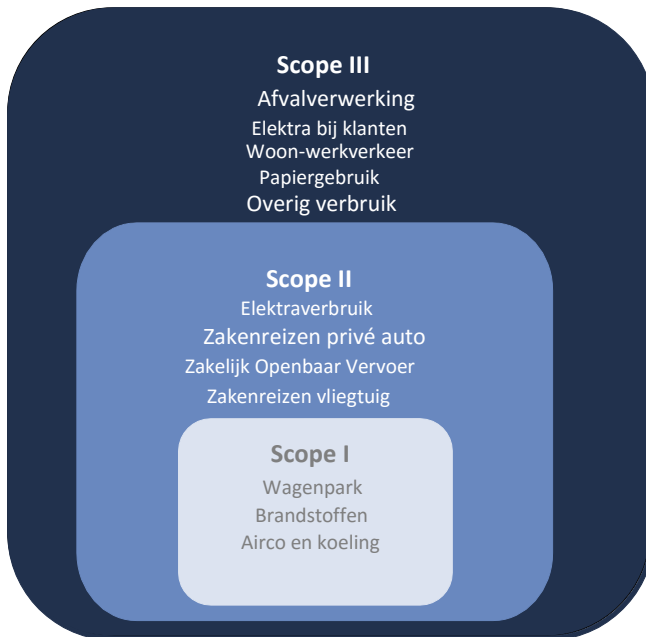 Scope III
Afvalverwerking
Elektra bij klanten
Woon-werkverkeer
Papiergebruik
Overig verbruik
Scope II
Elektraverbruik
Zakenreizen privé auto
Zakelijk Openbaar Vervoer
Zakenreizen vliegtuig
Scope I
Wagenpark
Brandstoffen
Airco en koeling